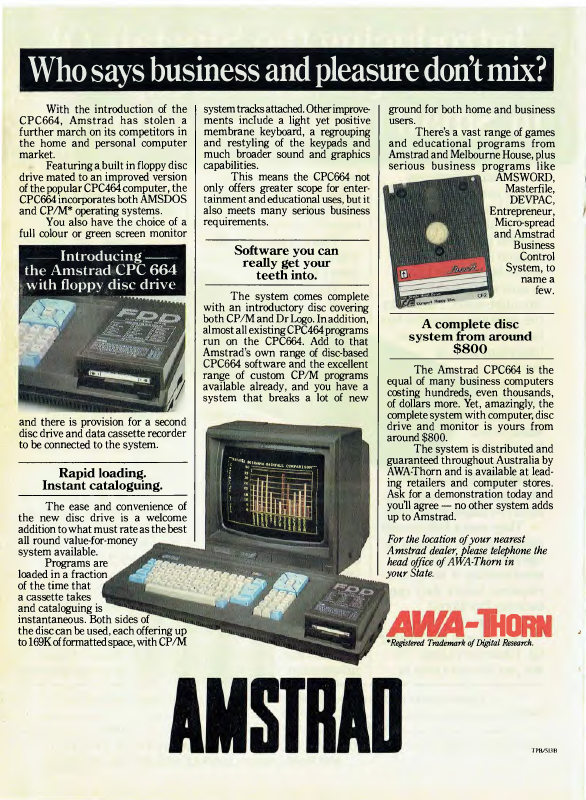 Who says business and pleasure don't mix?
With the introduction of the
CPC664, Amstrad has stolen a
further march on its competitors in
the home and personal computer
market.
Featuring a built in floppy disc
drive mated to an improved version
of the popular CPC464 computer, the
CPC664 incorporates both AMSDOS
and CP/M* operating systems.
You also have the choice of a
full colour or green screen monitor
Introducing
the Amstrad CPC 664
with floppy disc drive
FDD
and there is provision for a second
disc drive and data cassette recorder
to be connected to the system.
Rapid loading.
Instant cataloguing.
The ease and convenience of
the new disc drive is a welcome
addition to what must rate as the best
all round value-for-money
system available.
Programs are
loaded in a fraction
of the time that
a cassette takes
and cataloguing is
instantaneous. Both sides of
the disc can be used, each offering up
to 169K of formatted space, with CP/M
system tracks attached. Other improve-
ments include a light yet positive
membrane keyboard, a regrouping
and restyling of the keypads and
much broader sound and graphics
capabilities.
This means the CPC664 not
only offers greater scope for enter-
tainment and educational uses, but it
also meets many serious business
requirements.
Software you can
really get your
teeth into.
The system comes complete
with an introductory disc covering
both CP/M and Dr Logo. In addition,
almost all existing CPC464 programs
run on the CPC664. Add to that
Amstrad's own range of disc-based
CPC664 software and the excellent
range of custom CP/M programs
available already, and you have a
system that breaks a lot of new
FDD
ground for both home and business
users.
There's a vast range of games
and educational programs from
Amstrad and Melbourne House, plus
serious business programs like
AMSWORD,
Masterfile,
DEVPAC,
Entrepreneur,
Micro-spread
and Amstrad
Business
Control
System, to
name a
few.
Compact Floppy Disc
CF-2
A complete disc
system from around
$800
The Amstrad CPC664 is the
equal of many business computers
costing hundreds, even thousands,
of dollars more. Yet, amazingly, the
complete system with computer, disc
drive and monitor is yours from
around $800.
The system is distributed and
guaranteed throughout Australia by
AWA-Thorn and is available at lead-
ing retailers and computer stores.
Ask for a demonstration today and
you'll agree — no other system adds
up to Amstrad.
For the location of your nearest
Amstrad dealer, please telephone the
head office of AWA-Thorn in
your State.
AWA-THORN
*Registered Trademark of Digital Research.
AMSTRAD